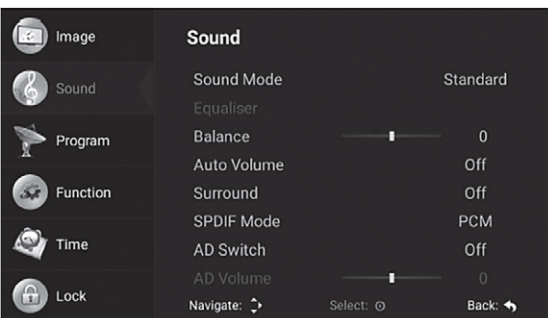 Image
Sound
Program
Function
Time
Lock
Sound
Sound Mode Standard
Equaliser
Balance 0
Auto Volume Off
Surround Off
SPDIF Mode PCM
AD Switch Off
AD Volume 0
Navigate: Select: Back: